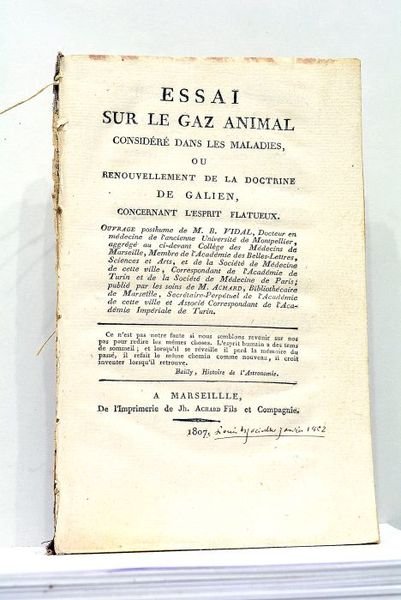 ESSAI
SUR LE GAZ ANIMAL
CONSIDÉRÉ DANS LES MALADIES,
OU
RENOUVELLEMENT DE LA DOCTRINE
DE GALIEN,
CONCERNANT L'ESPRIT FLATUEUX.
OUVRAGE posthume de M. B. VIDAL, Docteur en
médecine de l'ancienne Université de Montpellier,
aggrégé au ci-devant Collège des Médecins de
Marseille, Membre de l'Académie des Belles-Lettres,
Sciences et Arts, et de la Société de Médecine
de cette ville, Correspondant de l'Académie de
Turin et de la Société de Médecine de Paris;
publié par les soins de M. ACHARD, Bibliothécaire
de Marseille, Secrétaire-Perpétuel de l'Académie
de cette ville et Associé Correspondant de l'Aca-
démie Impériale de Turin.
Ce n'est pas notre faute si nous semblons revenir sur nos
pas pour redire les mêmes choses. L'esprit humain a des tems
de sommeil; et lorsqu'il se réveille il perd la mémoire du
passé, il refait le même chemin comme nouveau, il croit
inventer lorsqu'il retrouve.
Bailly, Histoire de l'Astronomie.
A MARSEILLLE,
De l'Imprimerie de Jh. ACHARD Fils et Compagnie.
1807,